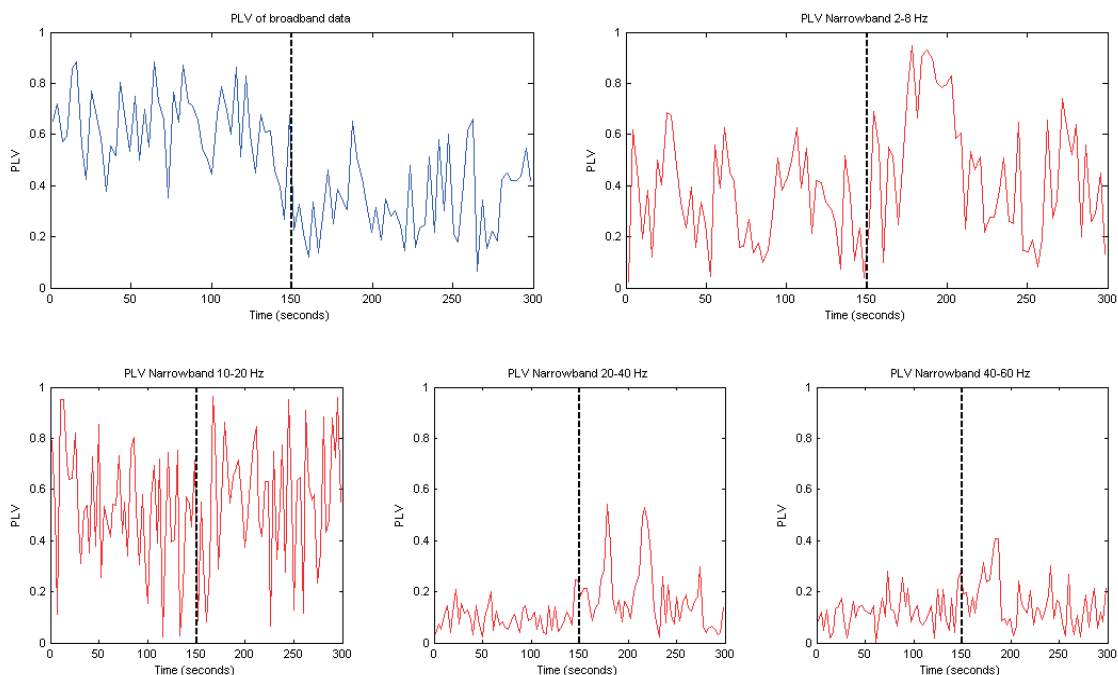 PLV of broadband data
1
0.8
0.6
0.4
0.2
0
PLV
0 50 100 150 200 250 300
Time (seconds)
PLV Narrowband 2-8 Hz
1
0.8
0.6
0.4
0.2
0
PLV
0 50 100 150 200 250 300
Time (seconds)
PLV Narrowband 10-20 Hz
1
0.8
0.6
0.4
0.2
0
PLV
0 50 100 150 200 250 300
Time (seconds)
PLV Narrowband 20-40 Hz
1
0.8
0.6
0.4
0.2
0
PLV
0 50 100 150 200 250 300
Time (seconds)
PLV Narrowband 40-60 Hz
1
0.8
0.6
0.4
0.2
0
PLV
0 50 100 150 200 250 300
Time (seconds)